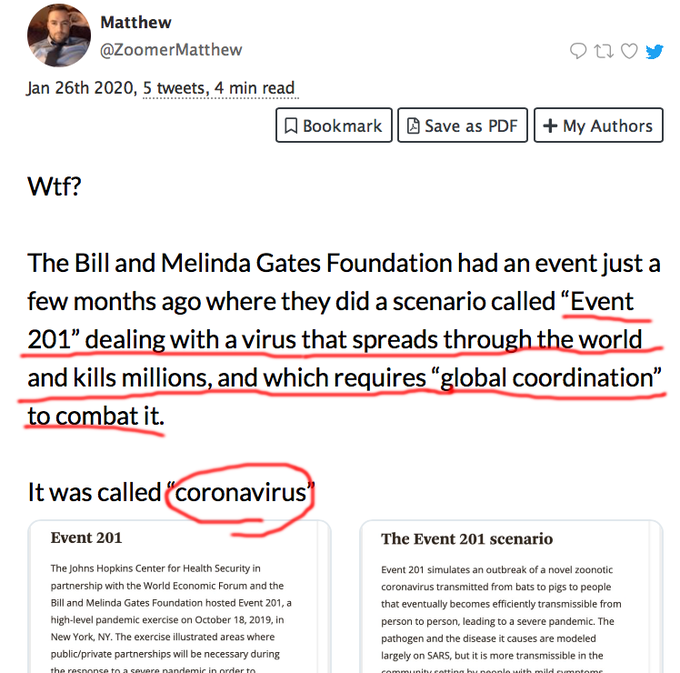 Matthew
@ZoomerMatthew
Jan 26th 2020, 5 tweets, 4 min read
Bookmark Save as PDF + My Authors
Wtf?
The Bill and Melinda Gates Foundation had an event just a
few months ago where they did a scenario called “Event
201” dealing with a virus that spreads through the world
and kills millions, and which requires “global coordination”
to combat it.
It was called “coronavirus”
Event 201
The Johns Hopkins Center for Health Security in
partnership with the World Economic Forum and the
Bill and Melinda Gates Foundation hosted Event 201, a
high-level pandemic exercise on October 18, 2019, in
New York, NY. The exercise illustrated areas where
public/private partnerships will be necessary during
the response to a severe pandemic in order to
The Event 201 scenario
Event 201 simulates an outbreak of a novel zoonotic
coronavirus transmitted from bats to pigs to people
that eventually becomes efficiently transmissible from
person to person, leading to a severe pandemic. The
pathogen and the disease it causes are modeled
largely on SARS, but it is more transmissible in the
community setting by people with mild symptoms